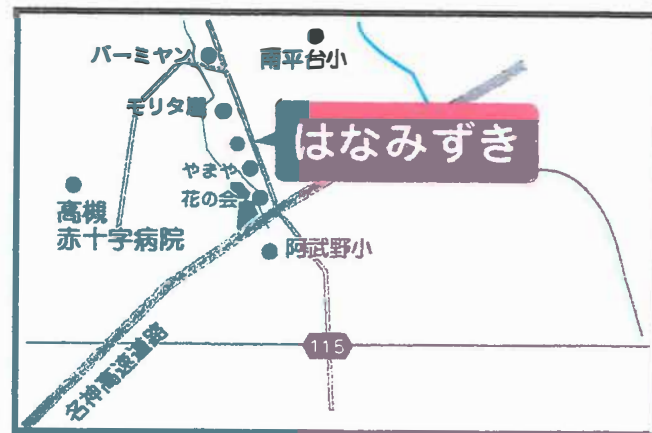 バーミヤン
南平台小
モリタ屋
はなみずき
やまや
花の会
高槻
赤十字病院
阿武野小
115
名神高速道路